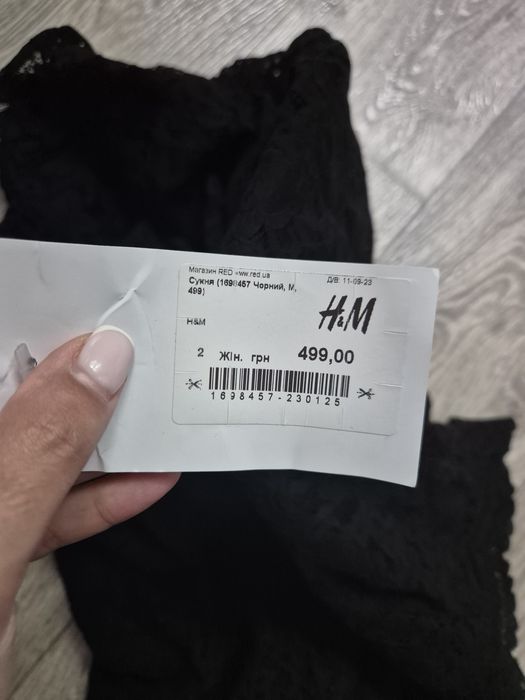 Магазин RED www.red.ua Д/В: 11-09-23
Сукня (1698457 Чорний, M,
499)
H&M
H&M
2 Жін. грн 499,00
1698457-230125